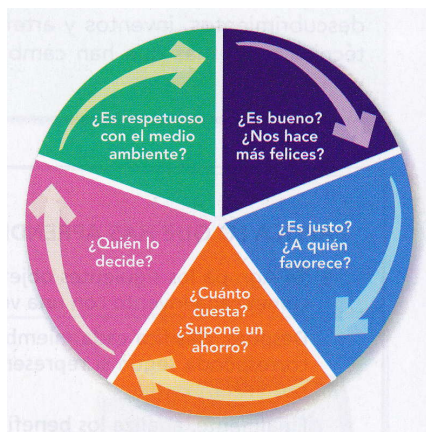 ¿Es respetuoso
con el medio
ambiente?
¿Es bueno?
¿Nos hace
más felices?
¿Es justo?
¿A quién
favorece?
¿Cuánto
cuesta?
¿Supone un
ahorro?
¿Quién lo
decide?